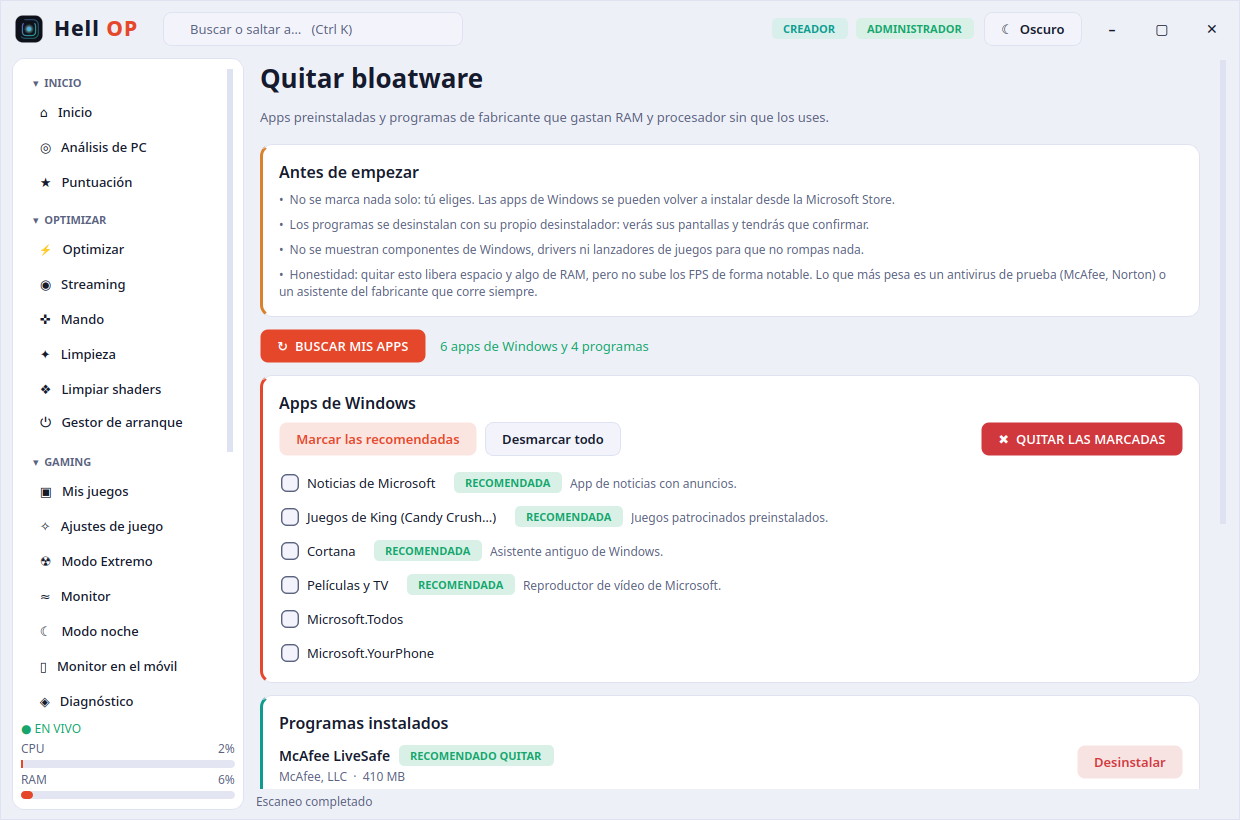 Hell OP
Buscar o saltar a... (Ctrl K)
CREADOR
ADMINISTRADOR
Oscuro
INICIO
Inicio
Análisis de PC
Puntuación
OPTIMIZAR
Optimizar
Streaming
Mando
Limpieza
Limpiar shaders
Gestor de arranque
GAMING
Mis juegos
Ajustes de juego
Modo Extremo
Monitor
Modo noche
Monitor en el móvil
Diagnóstico
EN VIVO
CPU 2%
RAM 6%
Quitar bloatware
Apps preinstaladas y programas de fabricante que gastan RAM y procesador sin que los uses.
Antes de empezar
• No se marca nada solo: tú eliges. Las apps de Windows se pueden volver a instalar desde la Microsoft Store.
• Los programas se desinstalan con su propio desinstalador: verás sus pantallas y tendrás que confirmar.
• No se muestran componentes de Windows, drivers ni lanzadores de juegos para que no rompas nada.
• Honestidad: quitar esto libera espacio y algo de RAM, pero no sube los FPS de forma notable. Lo que más pesa es un antivirus de prueba (McAfee, Norton) o
un asistente del fabricante que corre siempre.
↻ BUSCAR MIS APPS
6 apps de Windows y 4 programas
Apps de Windows
Marcar las recomendadas
Desmarcar todo
✖ QUITAR LAS MARCADAS
Noticias de Microsoft RECOMENDADA App de noticias con anuncios.
Juegos de King (Candy Crush...) RECOMENDADA Juegos patrocinados preinstalados.
Cortana RECOMENDADA Asistente antiguo de Windows.
Películas y TV RECOMENDADA Reproductor de vídeo de Microsoft.
Microsoft.Todos
Microsoft.YourPhone
Programas instalados
McAfee LiveSafe RECOMENDADO QUITAR
McAfee, LLC · 410 MB
Desinstalar
Escaneo completado